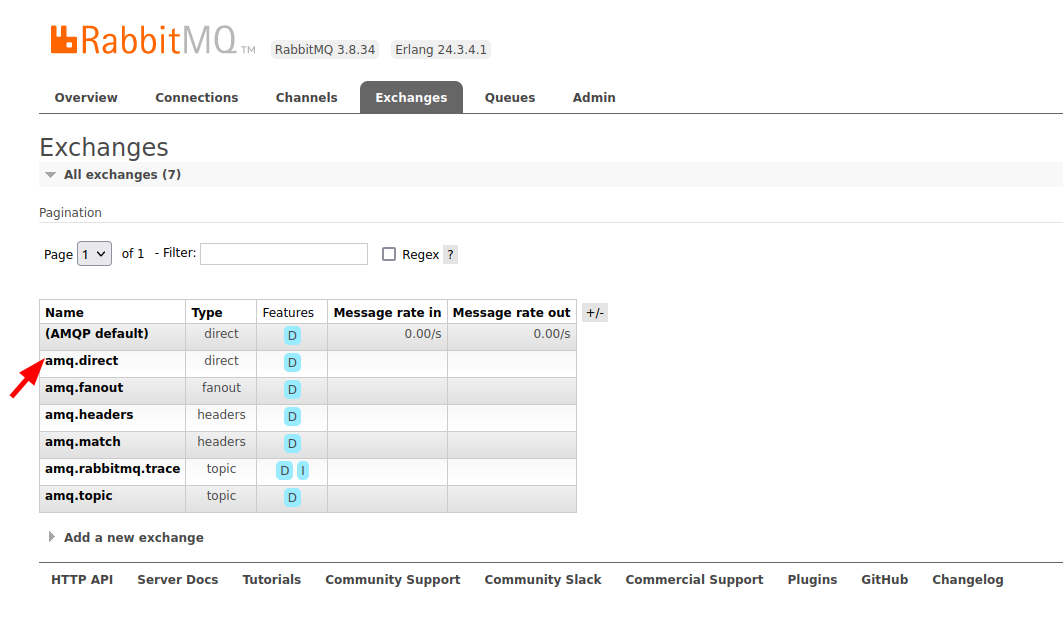 RabbitMQ TM RabbitMQ 3.8.34 Erlang 24.3.4.1
Overview Connections Channels Exchanges Queues Admin
Exchanges
All exchanges (7)
Pagination
Page 1 of 1 - Filter: Regex ?
Name Type Features Message rate in Message rate out +/-
(AMQP default) direct D 0.00/s 0.00/s
amq.direct direct D
amq.fanout fanout D
amq.headers headers D
amq.match headers D
amq.rabbitmq.trace topic D I
amq.topic topic D
Add a new exchange
HTTP API Server Docs Tutorials Community Support Community Slack Commercial Support Plugins GitHub Changelog